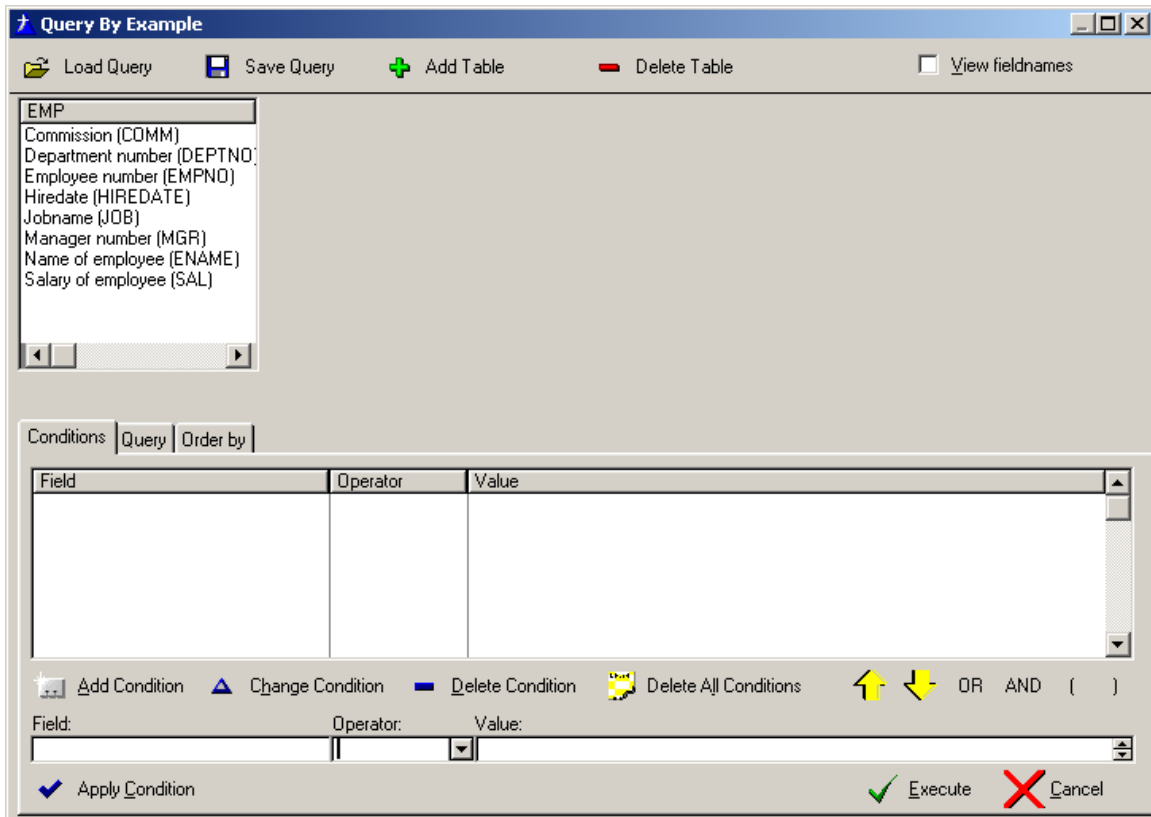 Query By Example
Load Query Save Query Add Table Delete Table View fieldnames
EMP
Commission (COMM)
Department number (DEPTNO)
Employee number (EMPNO)
Hiredate (HIREDATE)
Jobname (JOB)
Manager number (MGR)
Name of employee (ENAME)
Salary of employee (SAL)
Conditions Query Order by
Field Operator Value
Add Condition Change Condition Delete Condition Delete All Conditions OR AND ( )
Field: Operator: Value:
Apply Condition Execute Cancel